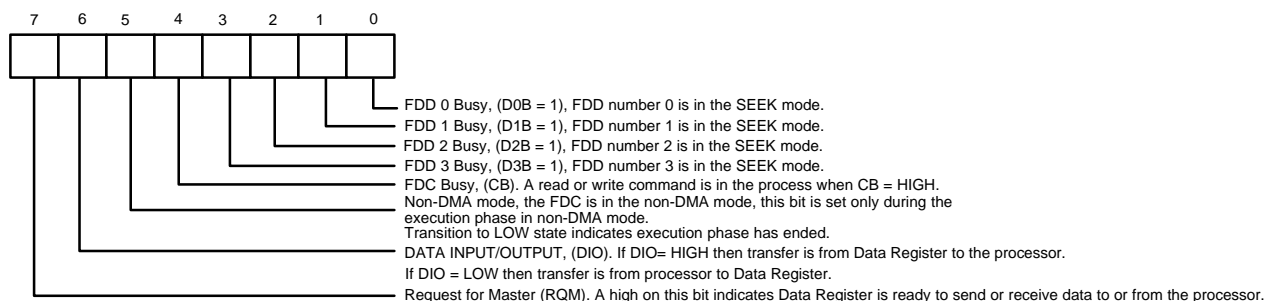 7 6 5 4 3 2 1 0
FDD 0 Busy, (D0B = 1), FDD number 0 is in the SEEK mode.
FDD 1 Busy, (D1B = 1), FDD number 1 is in the SEEK mode.
FDD 2 Busy, (D2B = 1), FDD number 2 is in the SEEK mode.
FDD 3 Busy, (D3B = 1), FDD number 3 is in the SEEK mode.
FDC Busy, (CB). A read or write command is in the process when CB = HIGH.
Non-DMA mode, the FDC is in the non-DMA mode, this bit is set only during the
execution phase in non-DMA mode.
Transition to LOW state indicates execution phase has ended.
DATA INPUT/OUTPUT, (DIO). If DIO= HIGH then transfer is from Data Register to the processor.
If DIO = LOW then transfer is from processor to Data Register.
Request for Master (RQM). A high on this bit indicates Data Register is ready to send or receive data to or from the processor.